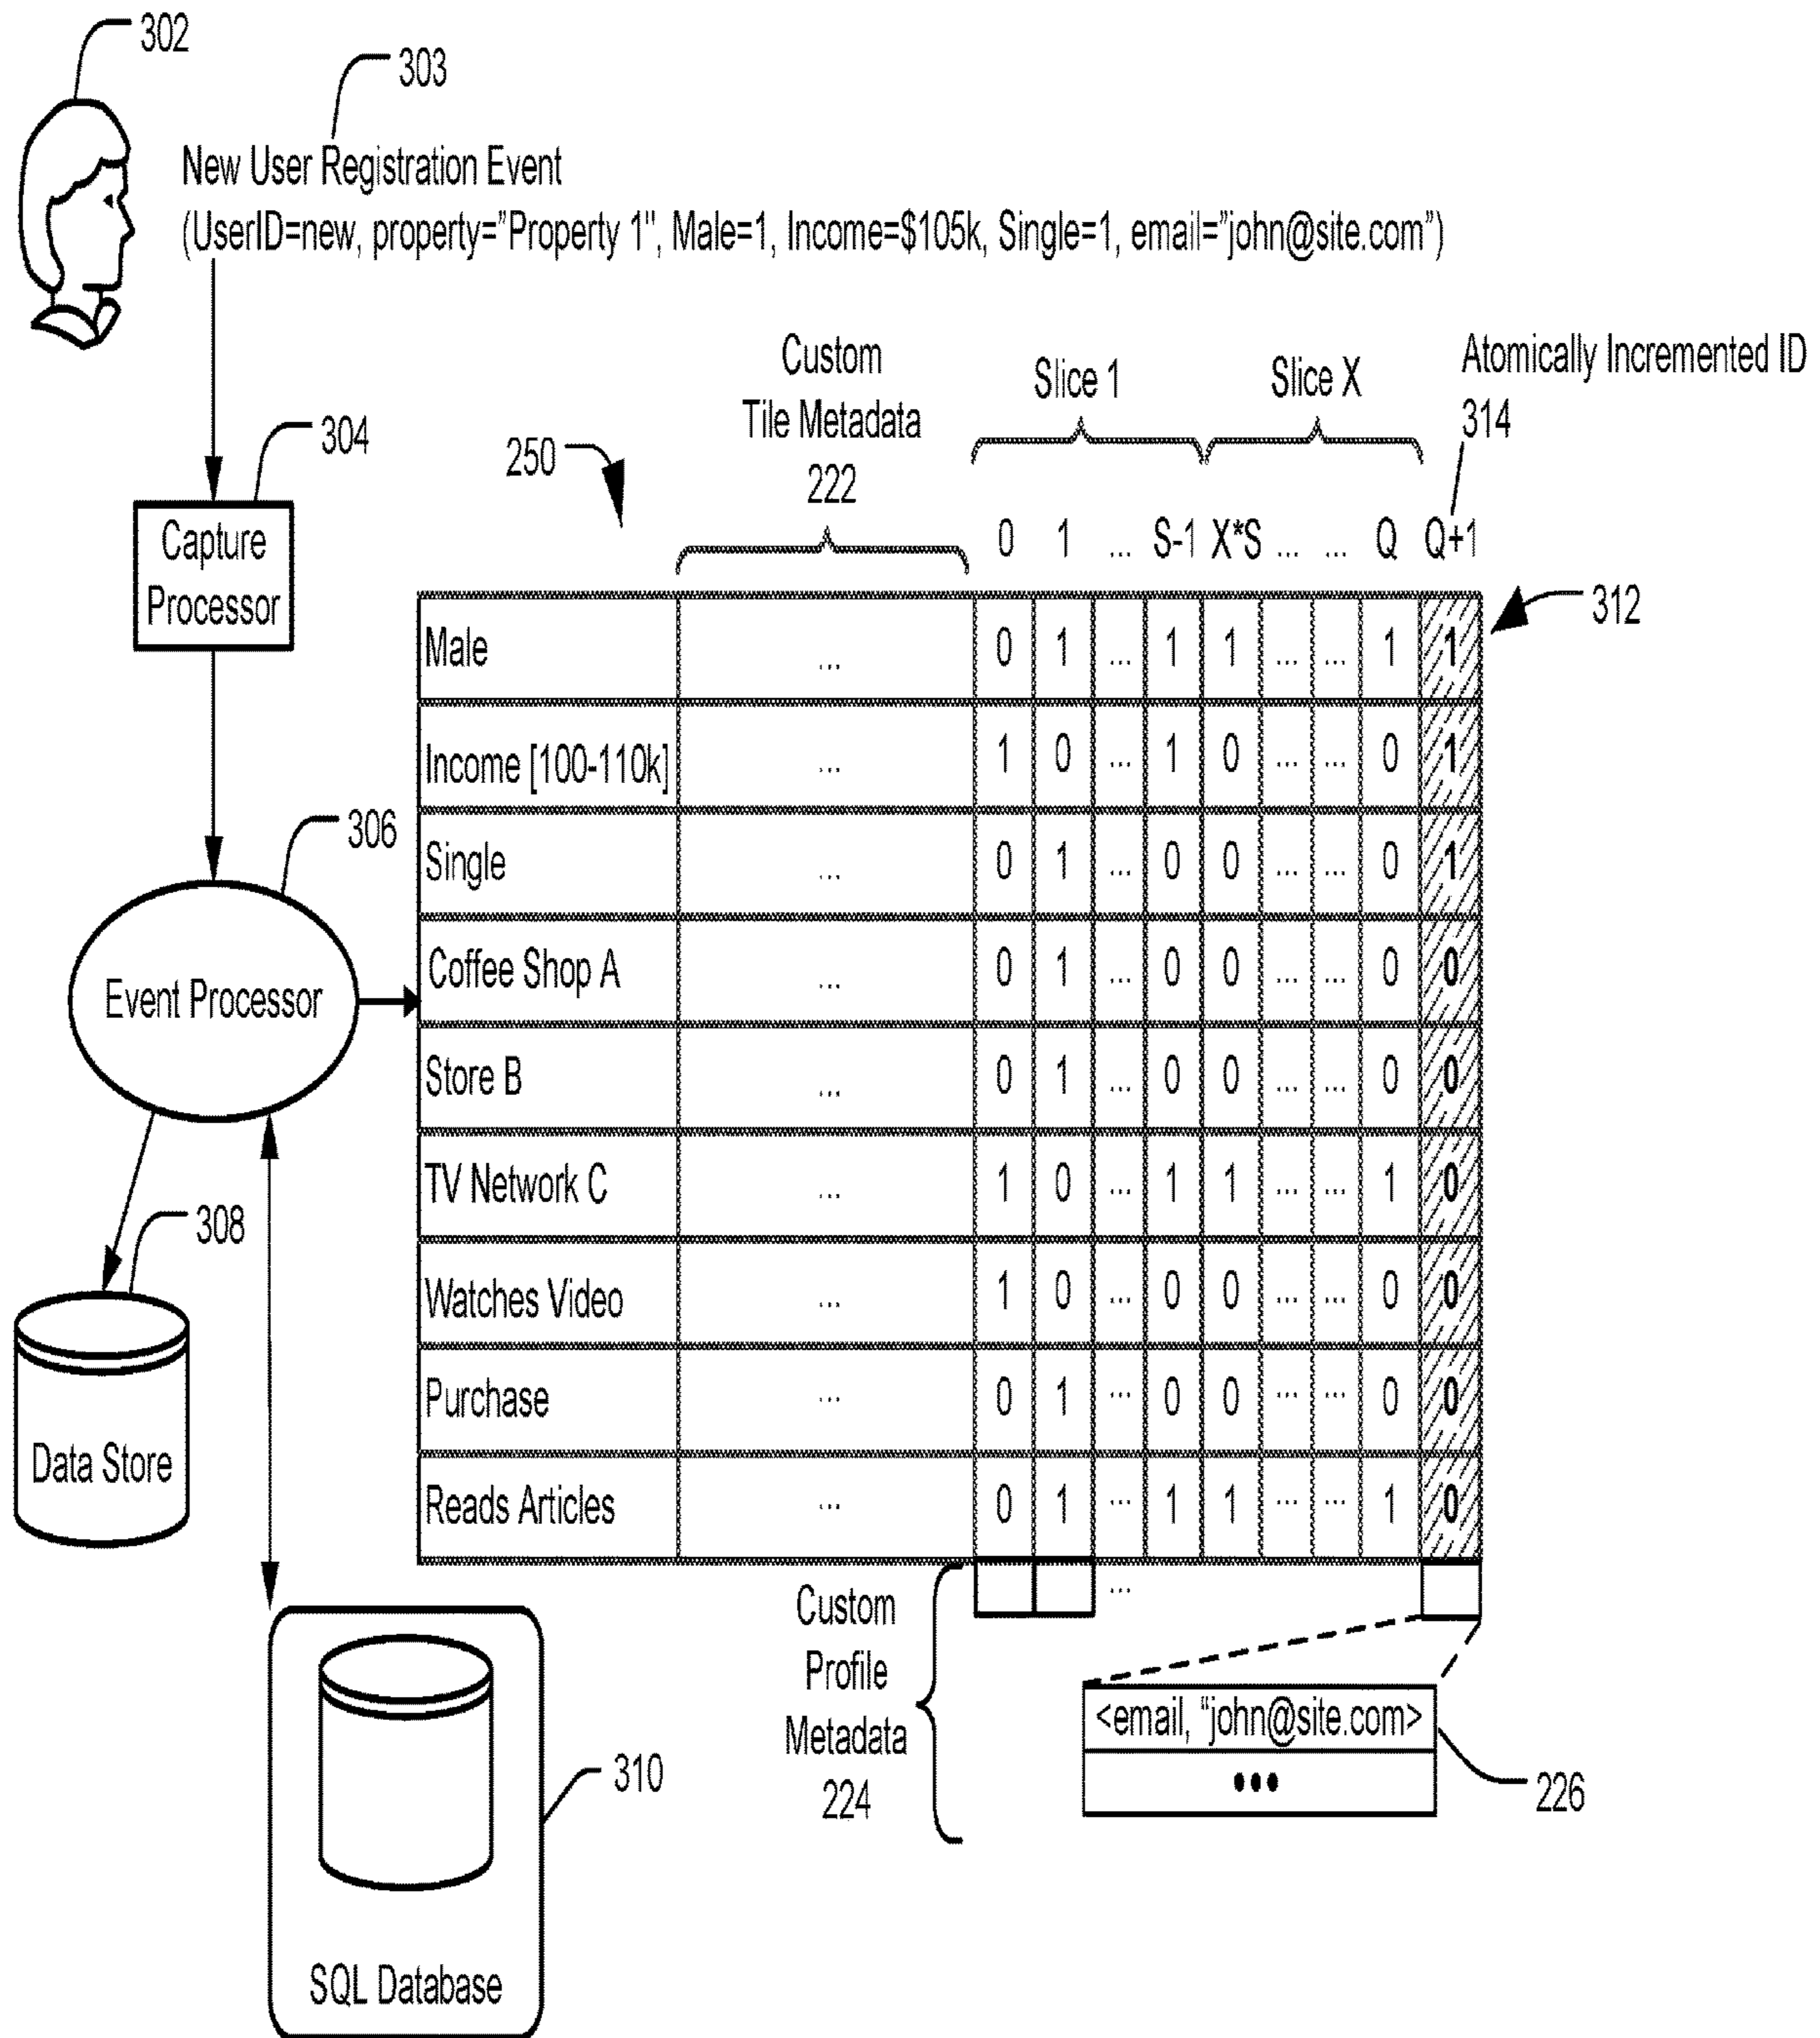 302
303
New User Registration Event
(UserID=new, property="Property 1", Male=1, Income=$105k, Single=1, email="john@site.com")
304
Capture
Processor
306
Event Processor
308
Data Store
310
SQL Database
250
Custom
Tile Metadata
222
Slice 1
Slice X
Atomically Incremented ID
314
0 1 ... S-1 X*S ... ... Q Q+1
312
Male ... 0 1 ... 1 1 ... ... 1 1
Income [100-110k] ... 1 0 ... 1 0 ... ... 0 1
Single ... 0 1 ... 0 0 ... ... 0 1
Coffee Shop A ... 0 1 ... 0 0 ... ... 0 0
Store B ... 0 1 ... 0 0 ... ... 0 0
TV Network C ... 1 0 ... 1 1 ... ... 1 0
Watches Video ... 1 0 ... 0 0 ... ... 0 0
Purchase ... 0 1 ... 0 0 ... ... 0 0
Reads Articles ... 0 1 ... 1 1 ... ... 1 0
...
Custom
Profile
Metadata
224
<email, "john@site.com>
•••
226